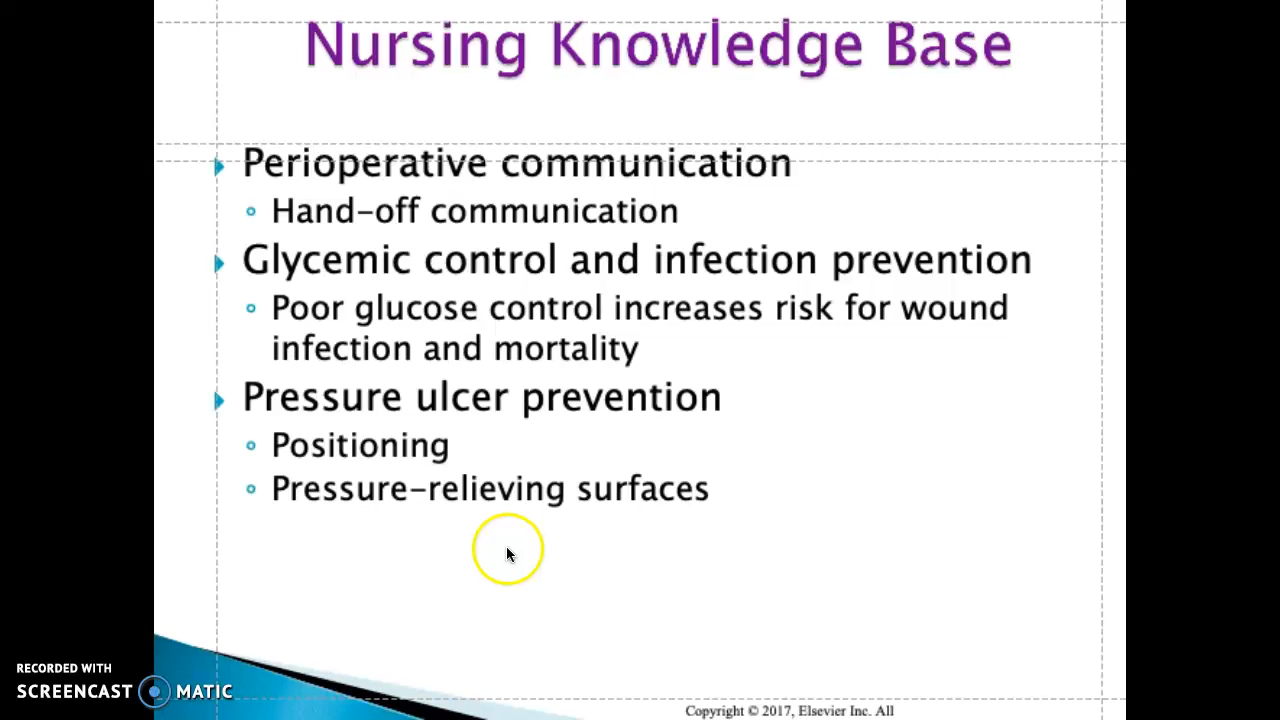 Nursing Knowledge Base
Perioperative communication
Hand-off communication
Glycemic control and infection prevention
Poor glucose control increases risk for wound
infection and mortality
Pressure ulcer prevention
Positioning
Pressure-relieving surfaces
RECORDED WITH
SCREENCAST MATIC
Copyright © 2017, Elsevier Inc. All